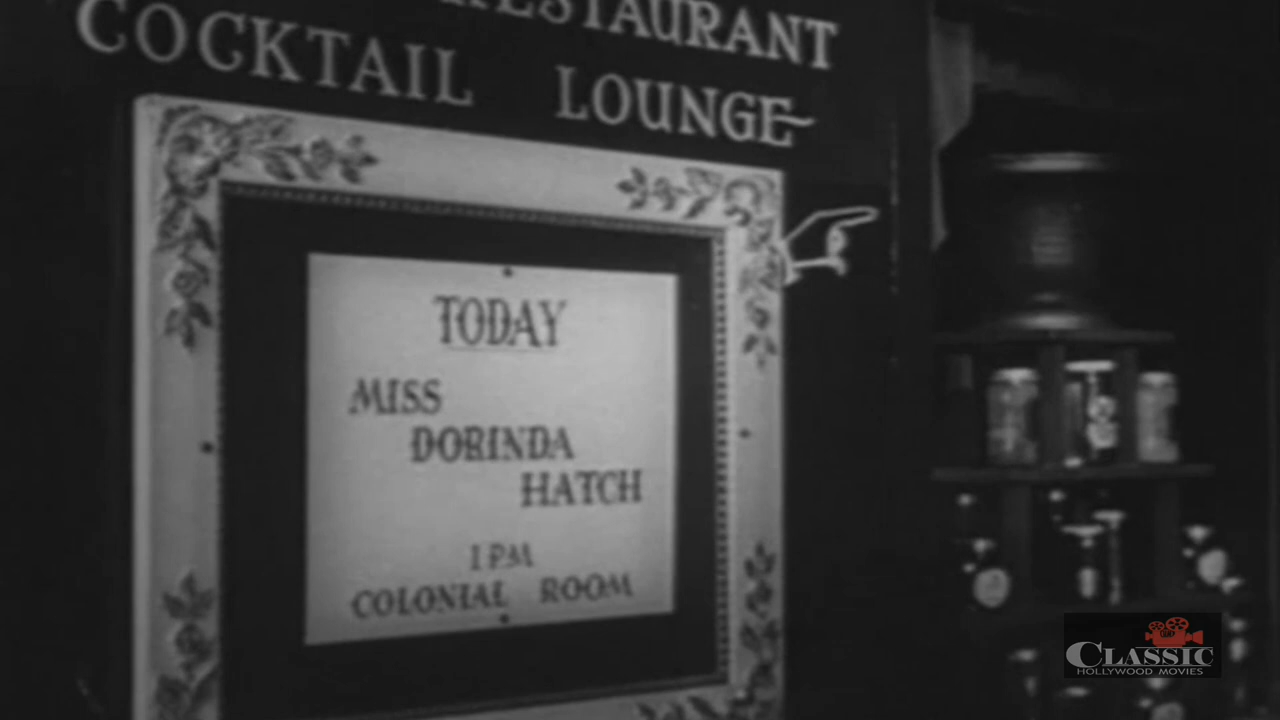 RESTAURANT
COCKTAIL LOUNGE
TODAY
MISS
DORINDA
HATCH
1 PM
COLONIAL ROOM
CLASSIC
HOLLYWOOD MOVIES